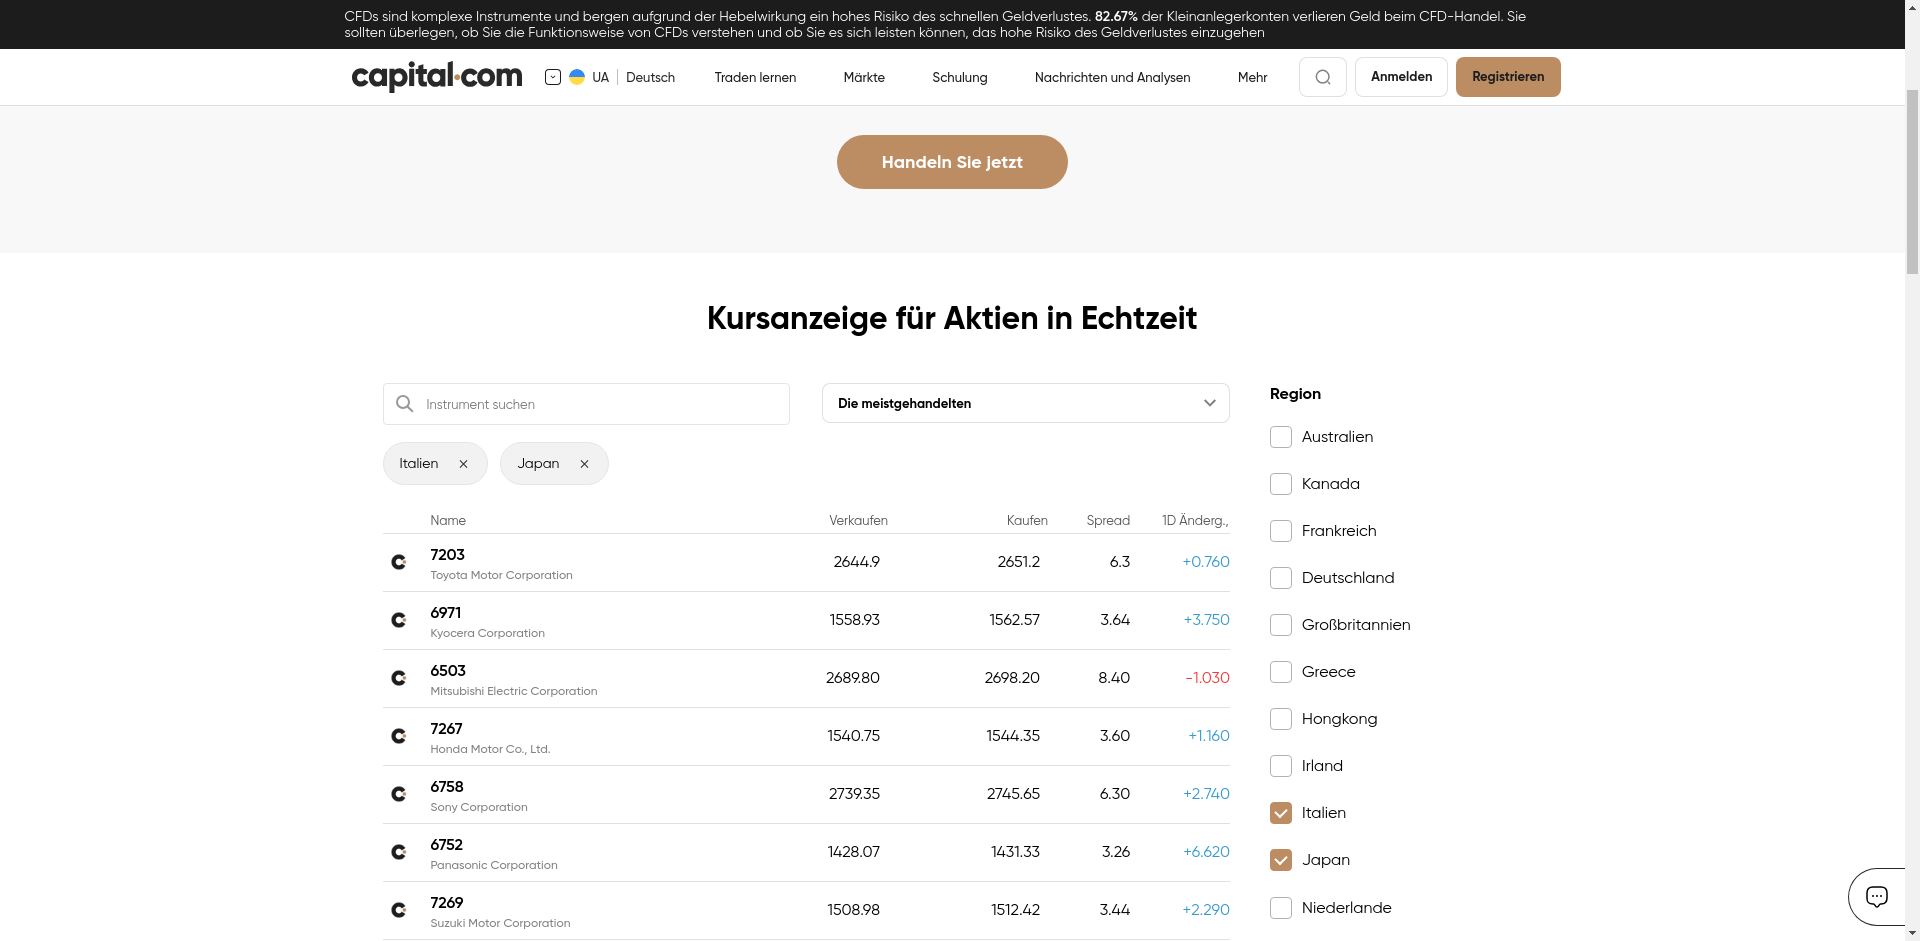 CFDs sind komplexe Instrumente und bergen aufgrund der Hebelwirkung ein hohes Risiko des schnellen Geldverlustes. 82.67% der Kleinanlegerkonten verlieren Geld beim CFD-Handel. Sie
sollten überlegen, ob Sie die Funktionsweise von CFDs verstehen und ob Sie es sich leisten können, das hohe Risiko des Geldverlustes einzugehen
capital.com UA Deutsch Traden lernen Märkte Schulung Nachrichten und Analysen Mehr Anmelden Registrieren
Handeln Sie jetzt
Kursanzeige für Aktien in Echtzeit
Instrument suchen
Die meistgehandelten
Italien
Japan
Name Verkaufen Kaufen Spread 1D Änderg.,
7203 2644.9 2651.2 6.3 +0.760
Toyota Motor Corporation
6971 1558.93 1562.57 3.64 +3.750
Kyocera Corporation
6503 2689.80 2698.20 8.40 -1.030
Mitsubishi Electric Corporation
7267 1540.75 1544.35 3.60 +1.160
Honda Motor Co., Ltd.
6758 2739.35 2745.65 6.30 +2.740
Sony Corporation
6752 1428.07 1431.33 3.26 +6.620
Panasonic Corporation
7269 1508.98 1512.42 3.44 +2.290
Suzuki Motor Corporation
Region
Australien
Kanada
Frankreich
Deutschland
Großbritannien
Greece
Hongkong
Irland
Italien
Japan
Niederlande